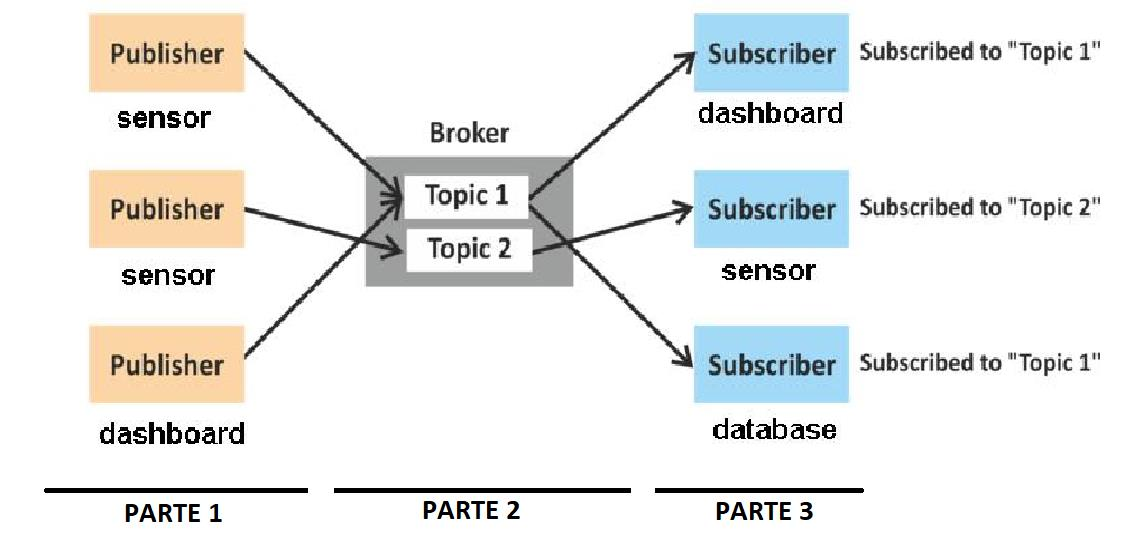 Publisher
sensor
Publisher
sensor
Publisher
dashboard
Broker
Topic 1
Topic 2
Subscriber
Subscribed to "Topic 1"
dashboard
Subscriber
Subscribed to "Topic 2"
sensor
Subscriber
Subscribed to "Topic 1"
database
PARTE 1
PARTE 2
PARTE 3